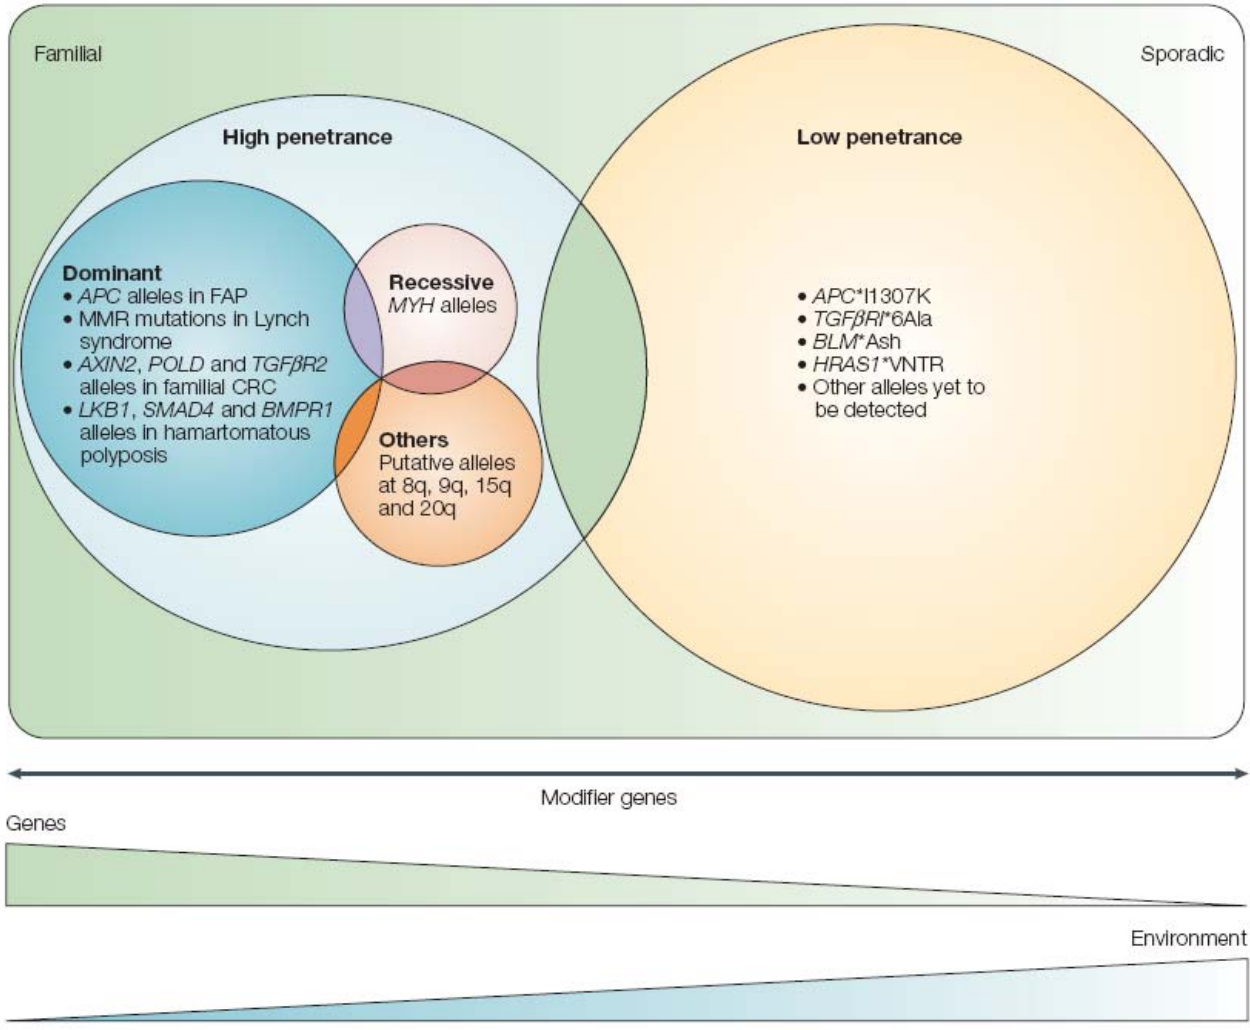 Familial
Sporadic
High penetrance
Low penetrance
Dominant
• APC alleles in FAP
• MMR mutations in Lynch
syndrome
• AXIN2, POLD and TGFβR2
alleles in familial CRC
• LKB1, SMAD4 and BMPR1
alleles in hamartomatous
polyposis
Recessive
MYH alleles
Others
Putative alleles
at 8q, 9q, 15q
and 20q
• APC*I1307K
• TGFβRI*6Ala
• BLM*Ash
• HRAS1*VNTR
• Other alleles yet to
be detected
Modifier genes
Genes
Environment